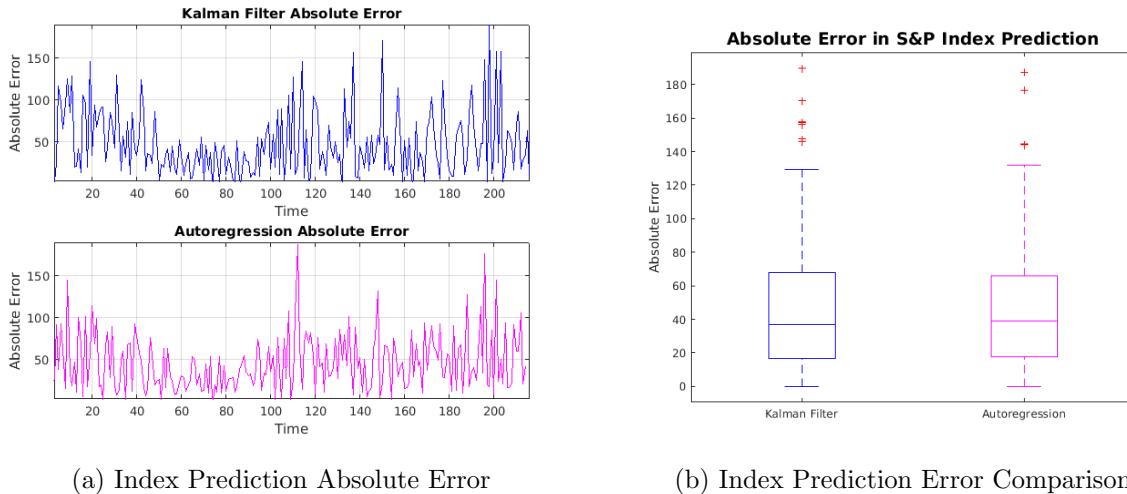 Kalman Filter Absolute Error
Absolute Error
150
100
50
20 40 60 80 100 120 140 160 180 200
Time
Autoregression Absolute Error
Absolute Error
150
100
50
20 40 60 80 100 120 140 160 180 200
Time
(a) Index Prediction Absolute Error
Absolute Error in S&P Index Prediction
Absolute Error
180
160
140
120
100
80
60
40
20
0
Kalman Filter Autoregression
(b) Index Prediction Error Comparison